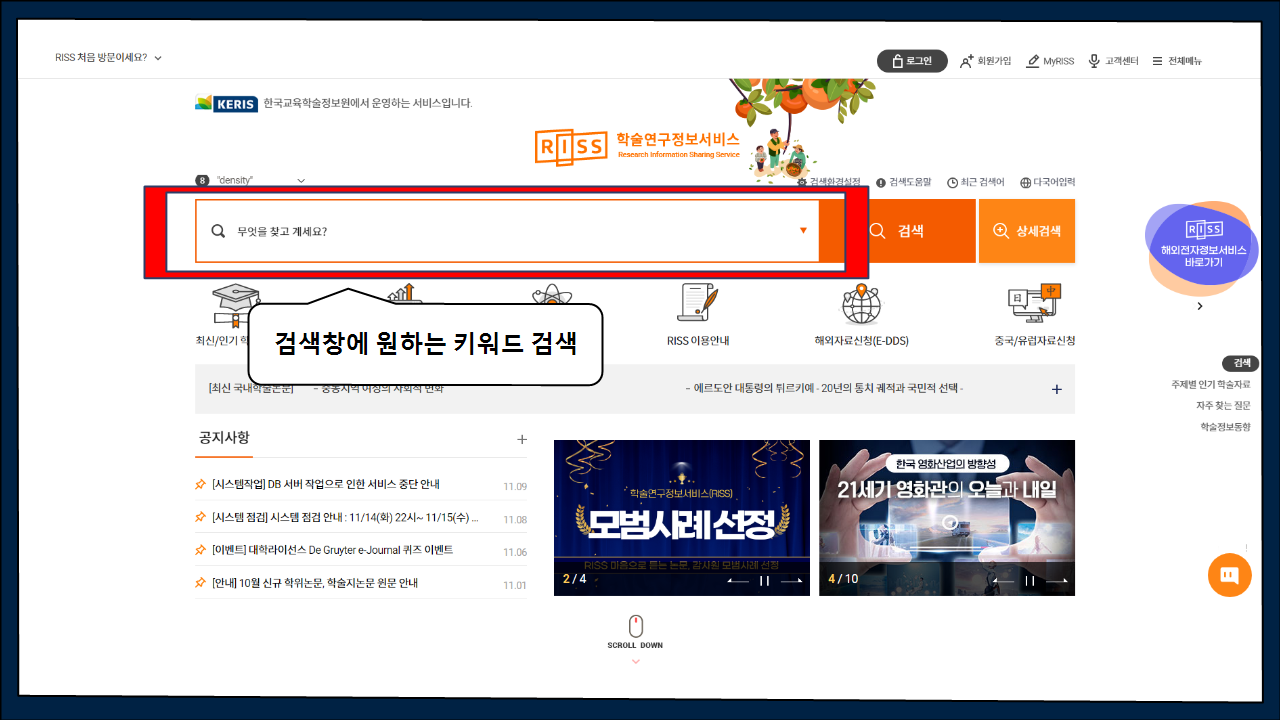 RISS 처음 방문이세요?
로그인
회원가입
MyRISS
고객센터
전체메뉴
KERIS 한국교육학술정보원에서 운영하는 서비스입니다.
RISS 학술연구정보서비스
Research Information Sharing Service
8 "density"
검색환경설정
검색도움말
최근 검색어
다국어입력
무엇을 찾고 계세요?
검색
상세검색
RISS
해외전자정보서비스
바로가기
검색창에 원하는 키워드 검색
최신/인기 학
RISS 이용안내
해외자료신청(E-DDS)
중국/유럽자료신청
검색
주제별 인기 학술자료
자주 찾는 질문
학술정보동향
[최신 국내학술논문] - 중동지역 여성의 사회적 변화
- 에르도안 대통령의 튀르키예 - 20년의 통치 궤적과 국민적 선택 -
공지사항
[시스템작업] DB 서버 작업으로 인한 서비스 중단 안내 11.09
[시스템 점검] 시스템 점검 안내 : 11/14(화) 22시~ 11/15(수) ... 11.08
[이벤트] 대학라이선스 De Gruyter e-Journal 퀴즈 이벤트 11.06
[안내] 10월 신규 학위논문, 학술지논문 원문 안내 11.01
학술연구정보서비스(RISS)
모범사례 선정
RISS 마음으로 듣는 논문, 감사원 모범사례 선정
2 / 4
한국 영화산업의 방향성
21세기 영화관의 오늘과 내일
4 / 10
SCROLL DOWN